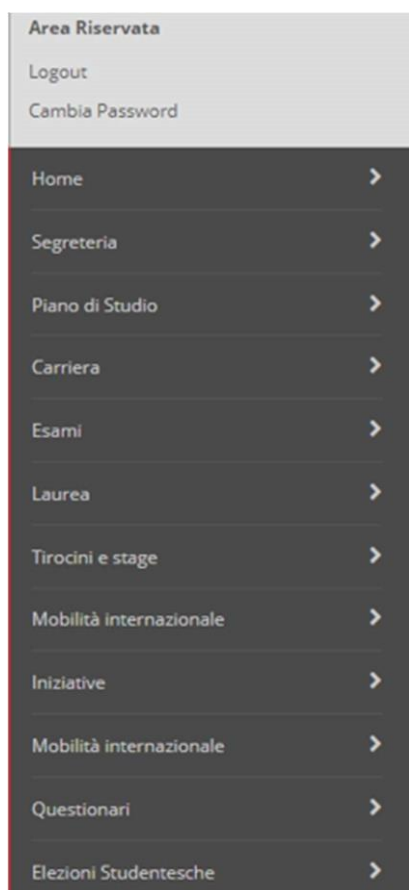 Area Riservata
Logout
Cambia Password
Home
Segreteria
Piano di Studio
Carriera
Esami
Laurea
Tirocini e stage
Mobilità internazionale
Iniziative
Mobilità internazionale
Questionari
Elezioni Studentesche